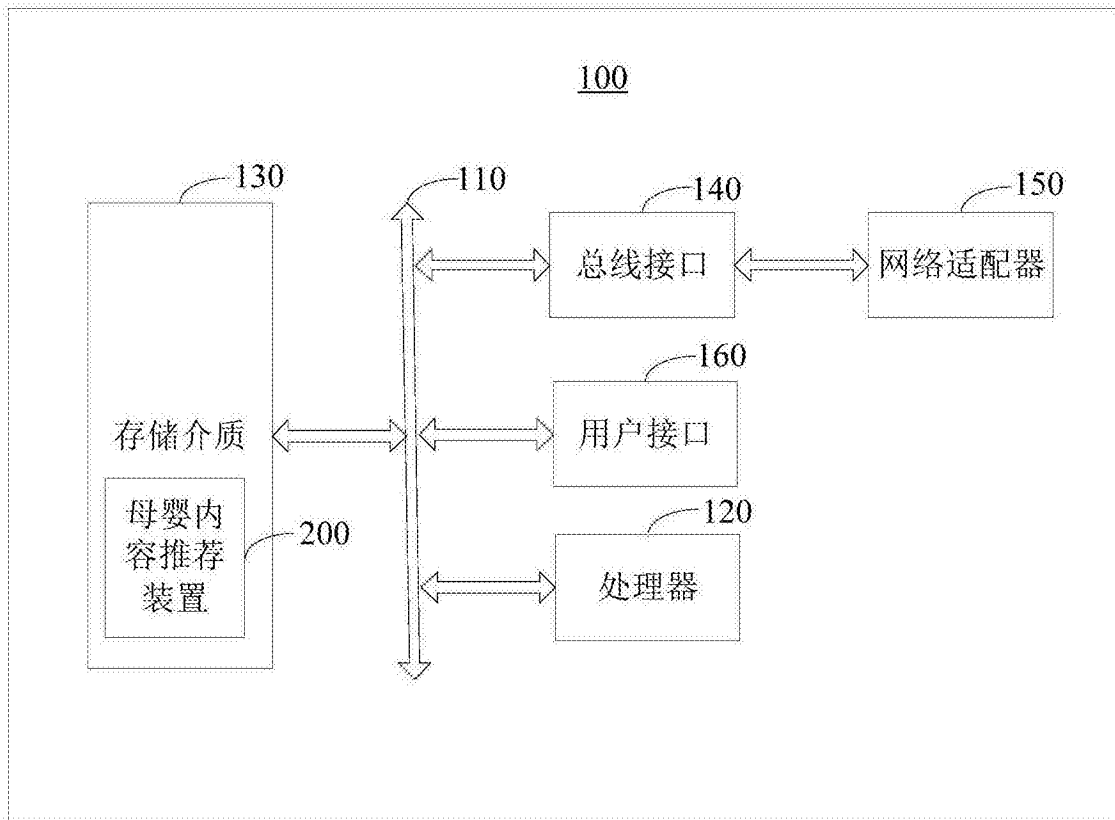 100
130
110
140
150
总线接口
网络适配器
160
存储介质
用户接口
120
母婴内
容推荐
装置
200
处理器